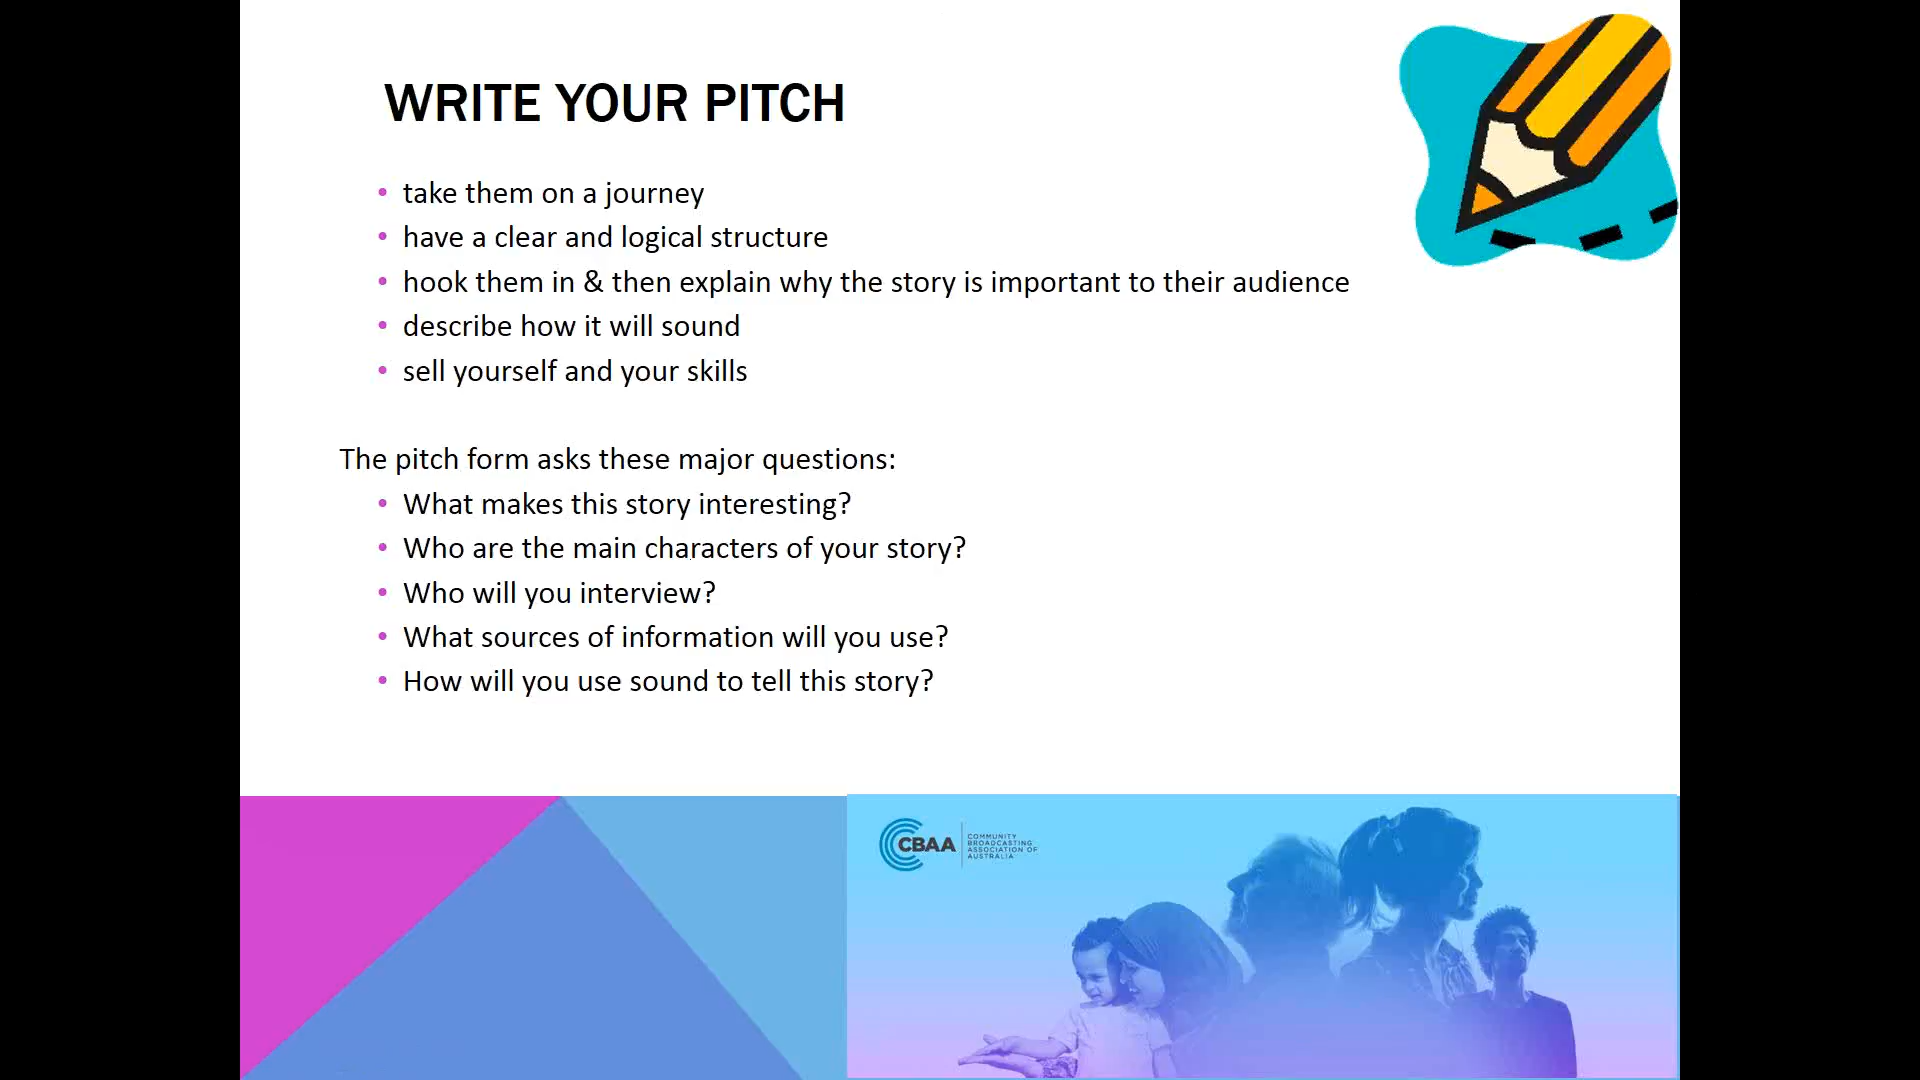 WRITE YOUR PITCH
• take them on a journey
• have a clear and logical structure
• hook them in & then explain why the story is important to their audience
• describe how it will sound
• sell yourself and your skills
The pitch form asks these major questions:
• What makes this story interesting?
• Who are the main characters of your story?
• Who will you interview?
• What sources of information will you use?
• How will you use sound to tell this story?
CBAA
COMMUNITY
BROADCASTING
ASSOCIATION OF
AUSTRALIA